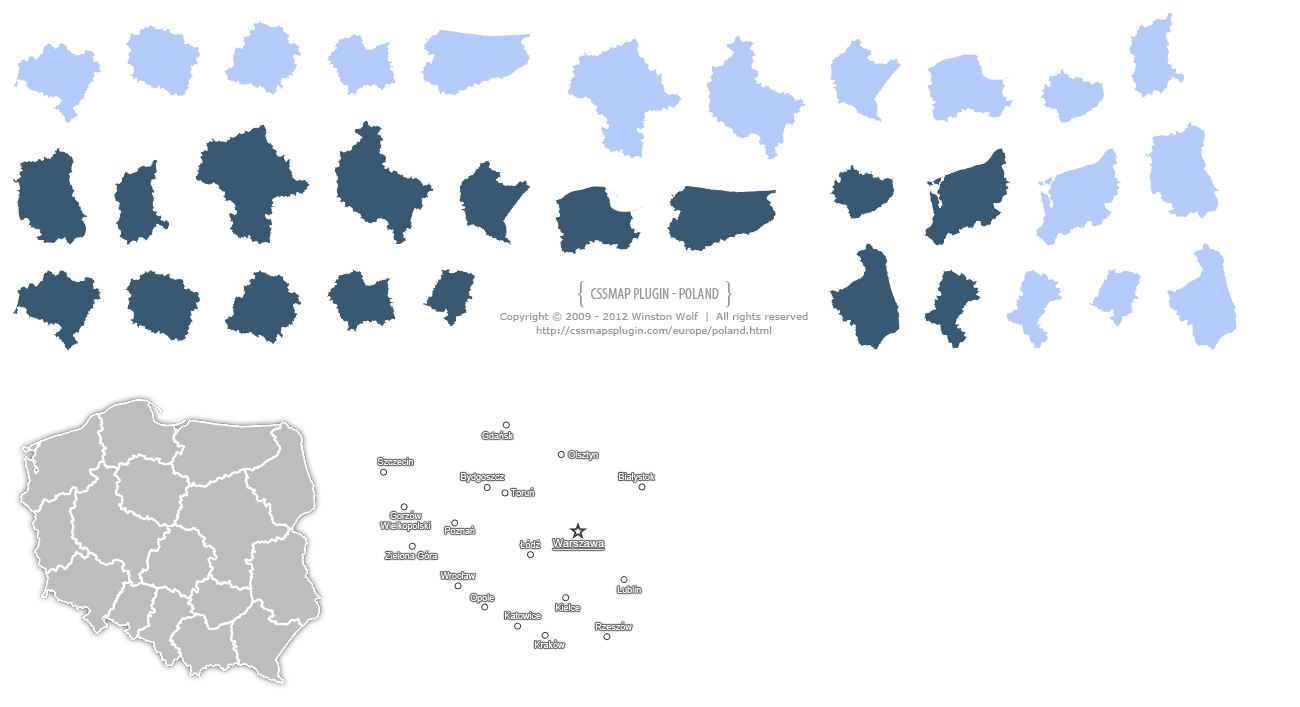 { CSSMAP PLUGIN - POLAND }
Copyright © 2009 - 2012 Winston Wolf | All rights reserved
http://cssmapsplugin.com/europe/poland.html
Gdańsk
Olsztyn
Szczecin
Bydgoszcz
Białystok
Toruń
Gorzów
Wielkopolski
Poznań
Łódź
Warszawa
Zielona Góra
Wrocław
Lublin
Opole
Kielce
Katowice
Rzeszów
Kraków